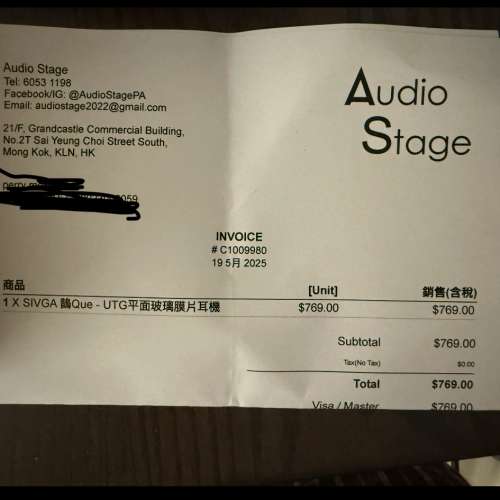 Audio Stage
Tel: 6053 1198
Facebook/IG: @AudioStagePA
Email: audiostage2022@gmail.com
21/F, Grandcastle Commercial Building,
No.2T Sai Yeung Choi Street South,
Mong Kok, KLN, HK
Audio
Stage
059
INVOICE
# C1009980
19 5月 2025
商品 [Unit] 銷售(含稅)
1 X SIVGA 鵲Que - UTG平面玻璃膜片耳機 $769.00 $769.00
Subtotal $769.00
Tax(No Tax) $0.00
Total $769.00
Visa / Master $769.00